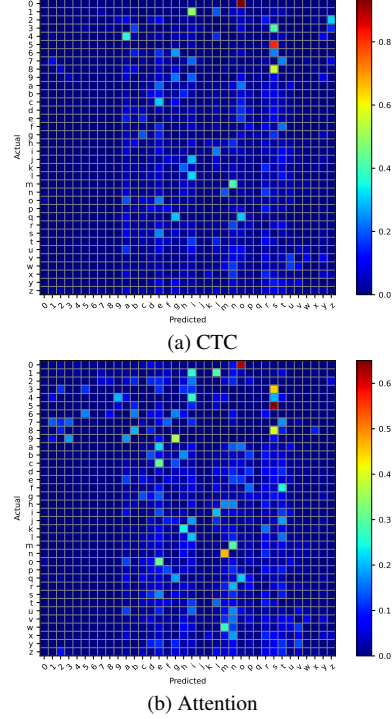 0
1
2
3
4
5
6
7
8
9
a
b
c
d
e
f
g
h
i
j
k
l
m
n
o
p
q
r
s
t
u
v
w
x
y
z
Actual
0 1 2 3 4 5 6 7 8 9 a b c d e f g h i j k l m n o p q r s t u v w x y z
Predicted
0.8
0.6
0.4
0.2
0.0
(a) CTC
0
1
2
3
4
5
6
7
8
9
a
b
c
d
e
f
g
h
i
j
k
l
m
n
o
p
q
r
s
t
u
v
w
x
y
z
Actual
0 1 2 3 4 5 6 7 8 9 a b c d e f g h i j k l m n o p q r s t u v w x y z
Predicted
0.6
0.5
0.4
0.3
0.2
0.1
0.0
(b) Attention